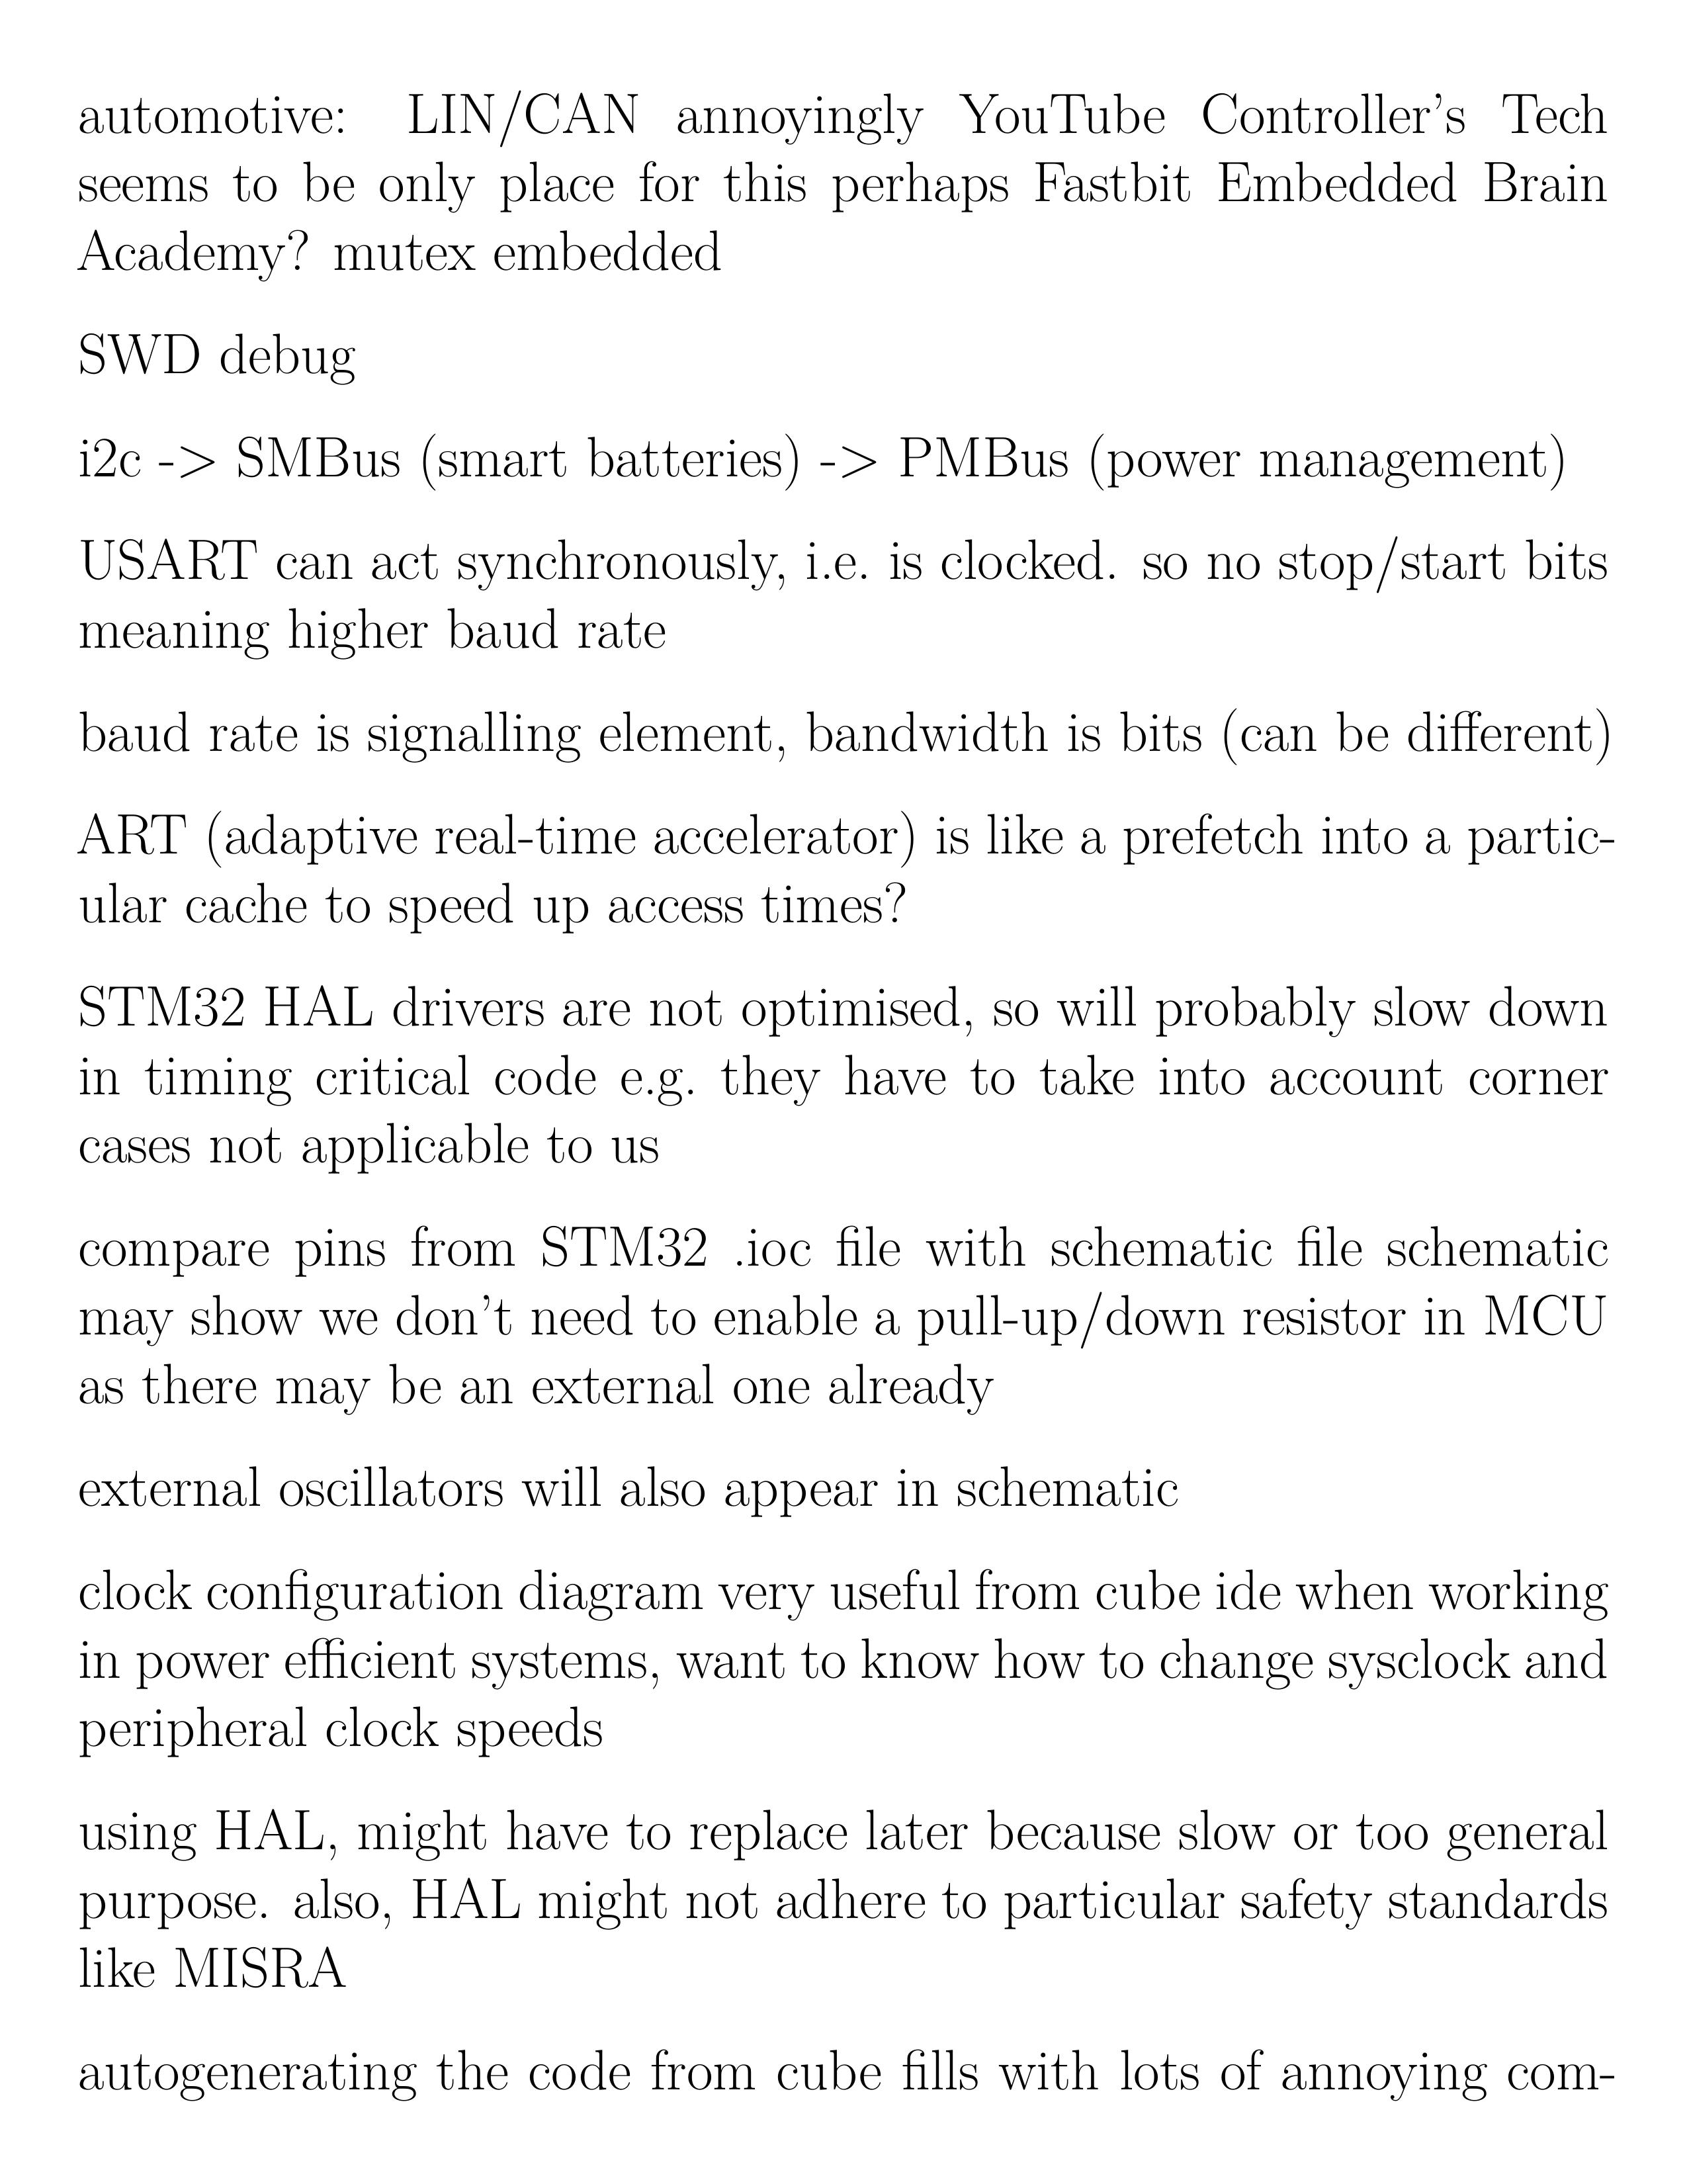 automotive: LIN/CAN annoyingly YouTube Controller's Tech
seems to be only place for this perhaps Fastbit Embedded Brain
Academy? mutex embedded
SWD debug
i2c -> SMBus (smart batteries) -> PMBus (power management)
USART can act synchronously, i.e. is clocked. so no stop/start bits
meaning higher baud rate
baud rate is signalling element, bandwidth is bits (can be different)
ART (adaptive real-time accelerator) is like a prefetch into a partic-
ular cache to speed up access times?
STM32 HAL drivers are not optimised, so will probably slow down
in timing critical code e.g. they have to take into account corner
cases not applicable to us
compare pins from STM32 .ioc file with schematic file schematic
may show we don't need to enable a pull-up/down resistor in MCU
as there may be an external one already
external oscillators will also appear in schematic
clock configuration diagram very useful from cube ide when working
in power efficient systems, want to know how to change sysclock and
peripheral clock speeds
using HAL, might have to replace later because slow or too general
purpose. also, HAL might not adhere to particular safety standards
like MISRA
autogenerating the code from cube fills with lots of annoying com-